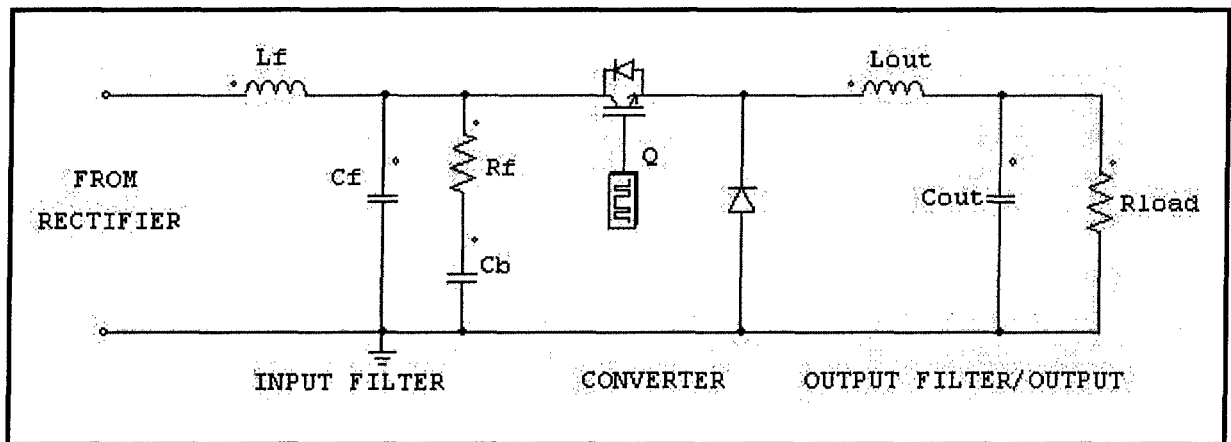 Lf
Lout
Cf
Rf
Q
FROM
RECTIFIER
Cout
Rload
Cb
INPUT FILTER
CONVERTER
OUTPUT FILTER/OUTPUT